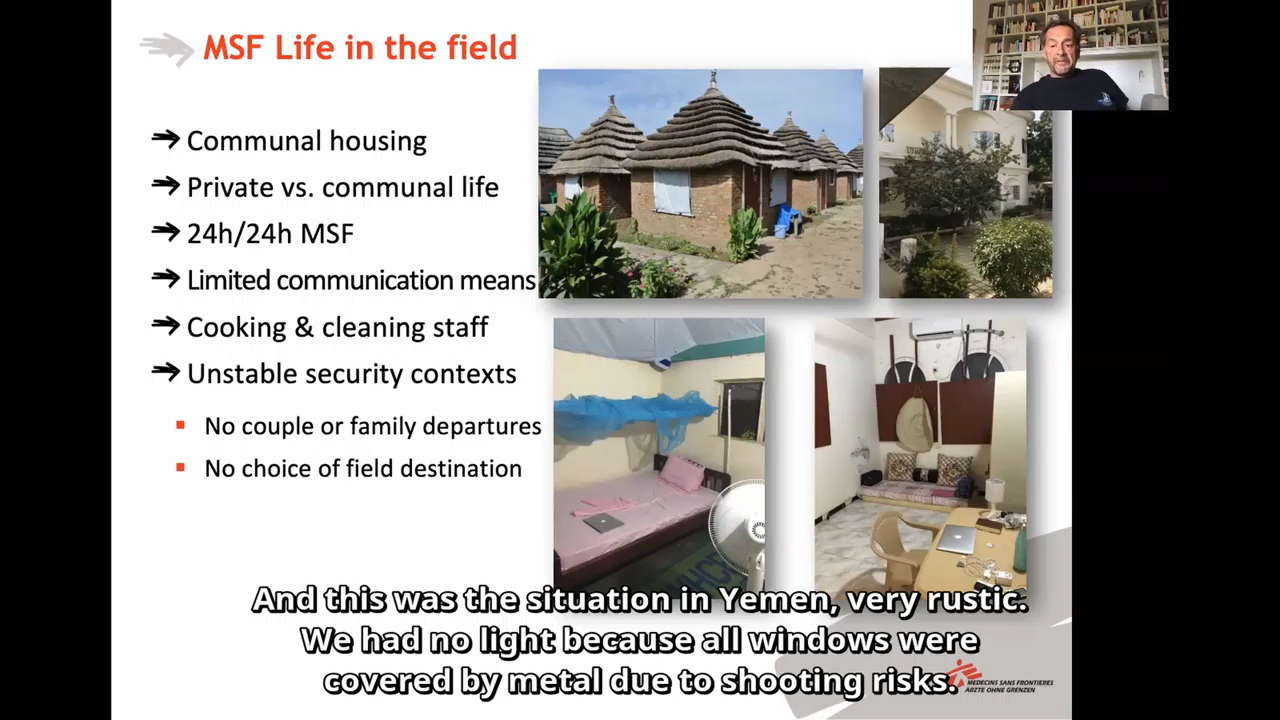 MSF Life in the field
Communal housing
Private vs. communal life
24h/24h MSF
Limited communication means
Cooking & cleaning staff
Unstable security contexts
No couple or family departures
No choice of field destination
And this was the situation in Yemen, very rustic.
We had no light because all windows were
covered by metal due to shooting risks.
MEDECINS SANS FRONTIERES
ÄRZTE OHNE GRENZEN